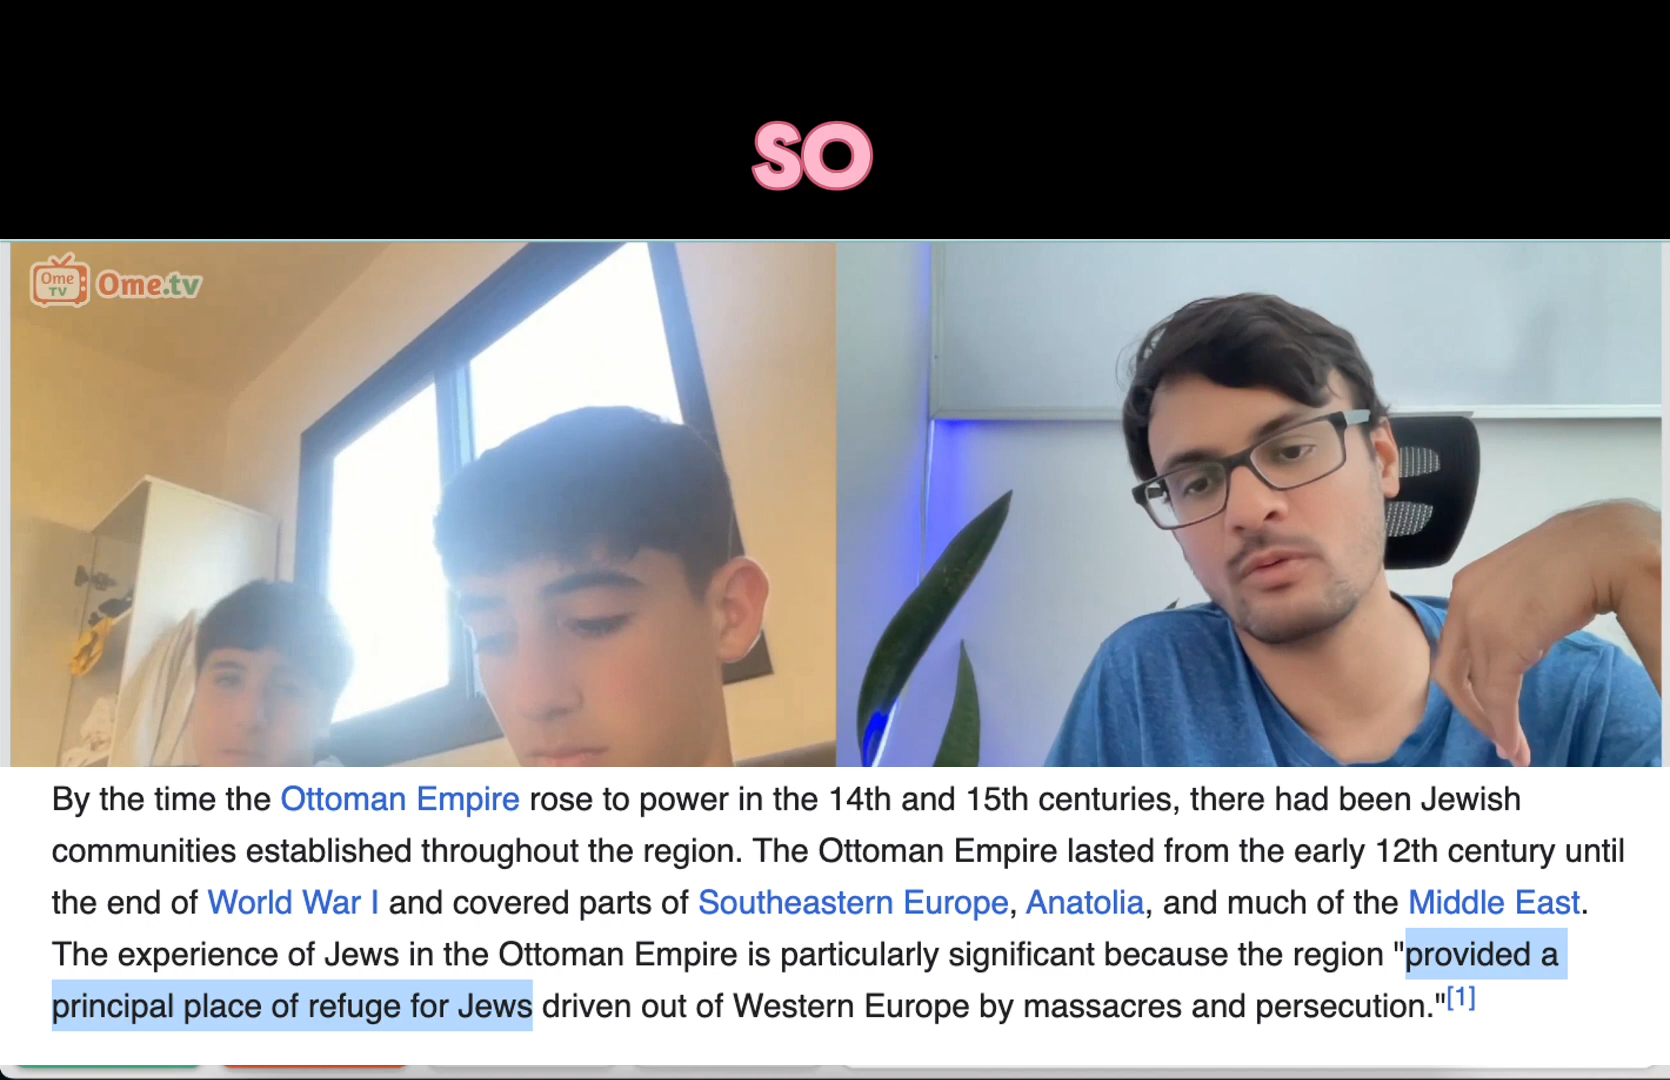 SO
Ome
TV
Ome.tv
By the time the Ottoman Empire rose to power in the 14th and 15th centuries, there had been Jewish
communities established throughout the region. The Ottoman Empire lasted from the early 12th century until
the end of World War I and covered parts of Southeastern Europe, Anatolia, and much of the Middle East.
The experience of Jews in the Ottoman Empire is particularly significant because the region "provided a
principal place of refuge for Jews driven out of Western Europe by massacres and persecution."[1]